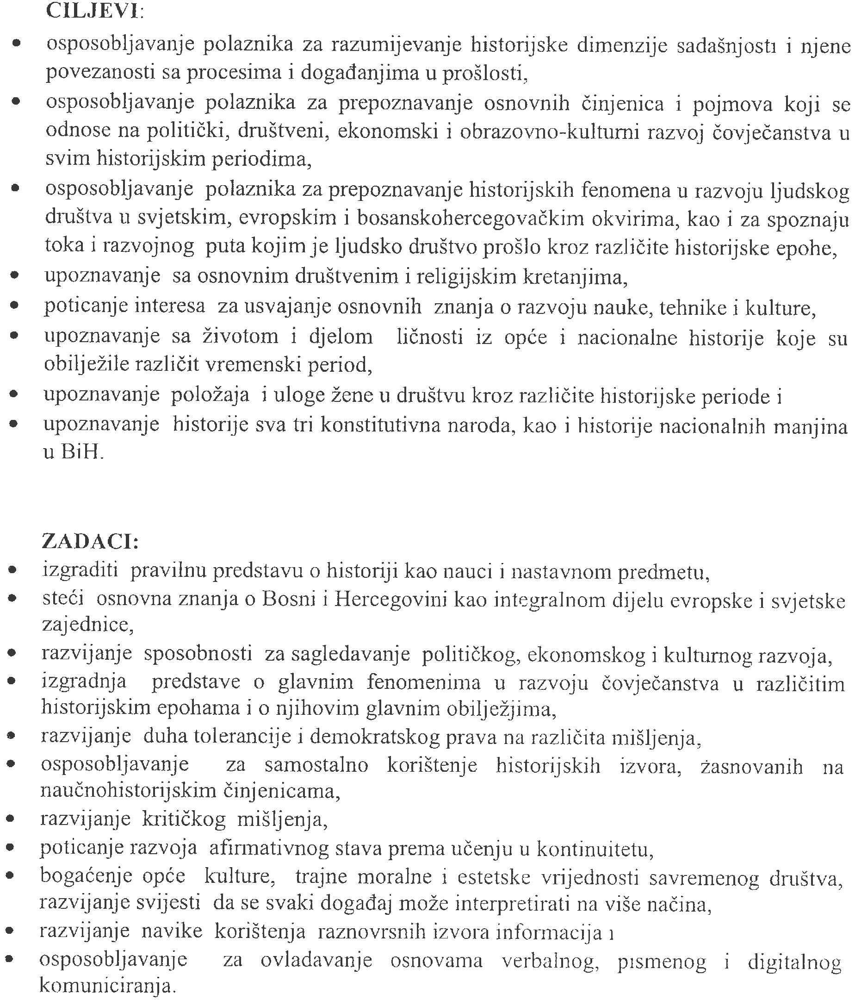 CILJEVI:
• osposobljavanje polaznika za razumijevanje historijske dimenzije sadašnjosti i njene
povezanosti sa procesima i događanjima u prošlosti,
• osposobljavanje polaznika za prepoznavanje osnovnih činjenica i pojmova koji se
odnose na politički, društveni, ekonomski i obrazovno-kulturni razvoj čovječanstva u
svim historijskim periodima,
• osposobljavanje polaznika za prepoznavanje historijskih fenomena u razvoju ljudskog
društva u svjetskim, evropskim i bosanskohercegovačkim okvirima, kao i za spoznaju
toka i razvojnog puta kojim je ljudsko društvo prošlo kroz različite historijske epohe,
• upoznavanje sa osnovnim društvenim i religijskim kretanjima,
• poticanje interesa za usvajanje osnovnih znanja o razvoju nauke, tehnike i kulture,
• upoznavanje sa životom i djelom ličnosti iz opće i nacionalne historije koje su
obilježile različit vremenski period,
• upoznavanje položaja i uloge žene u društvu kroz različite historijske periode i
• upoznavanje historije sva tri konstitutivna naroda, kao i historije nacionalnih manjina
u BiH.
ZADACI:
• izgraditi pravilnu predstavu o historiji kao nauci i nastavnom predmetu,
• steći osnovna znanja o Bosni i Hercegovini kao integralnom dijelu evropske i svjetske
zajednice,
• razvijanje sposobnosti za sagledavanje političkog, ekonomskog i kulturnog razvoja,
• izgradnja predstave o glavnim fenomenima u razvoju čovječanstva u različitim
historijskim epohama i o njihovim glavnim obilježjima,
• razvijanje duha tolerancije i demokratskog prava na različita mišljenja,
• osposobljavanje za samostalno korištenje historijskih izvora, zasnovanih na
naučnohistorijskim činjenicama,
• razvijanje kritičkog mišljenja,
• poticanje razvoja afirmativnog stava prema učenju u kontinuitetu,
• bogaćenje opće kulture, trajne moralne i estetske vrijednosti savremenog društva,
razvijanje svijesti da se svaki događaj može interpretirati na više načina,
• razvijanje navike korištenja raznovrsnih izvora informacija i
• osposobljavanje za ovladavanje osnovama verbalnog, pismenog i digitalnog
komuniciranja.